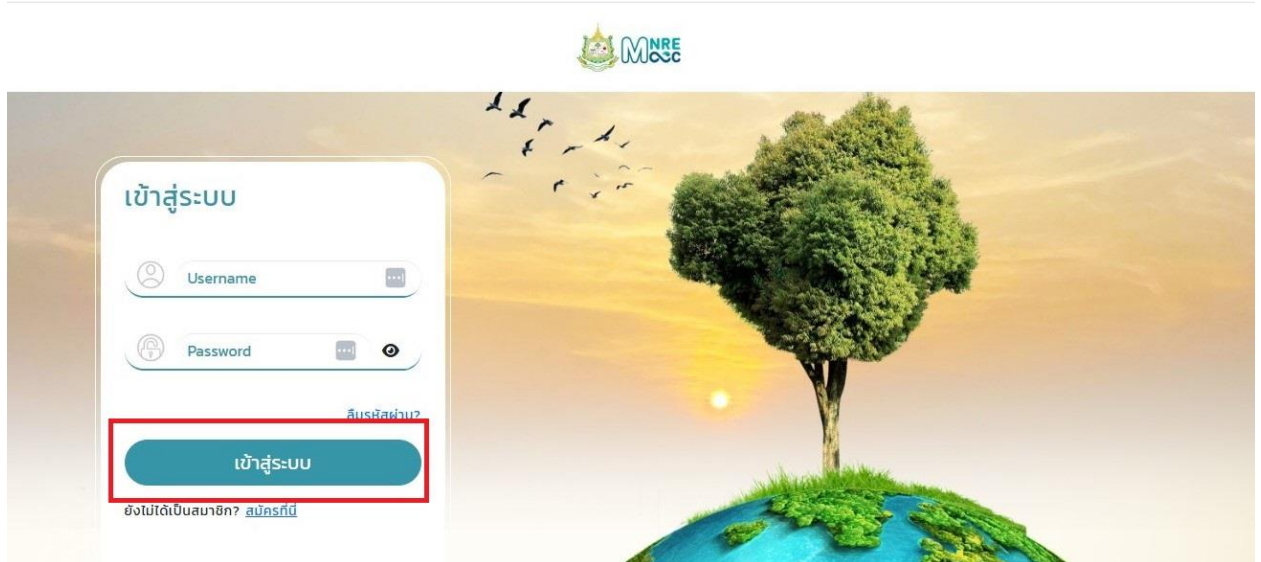 MNRE
MOOC
เข้าสู่ระบบ
Username
Password
ลืมรหัสผ่าน?
เข้าสู่ระบบ
ยังไม่ได้เป็นสมาชิก? สมัครที่นี่